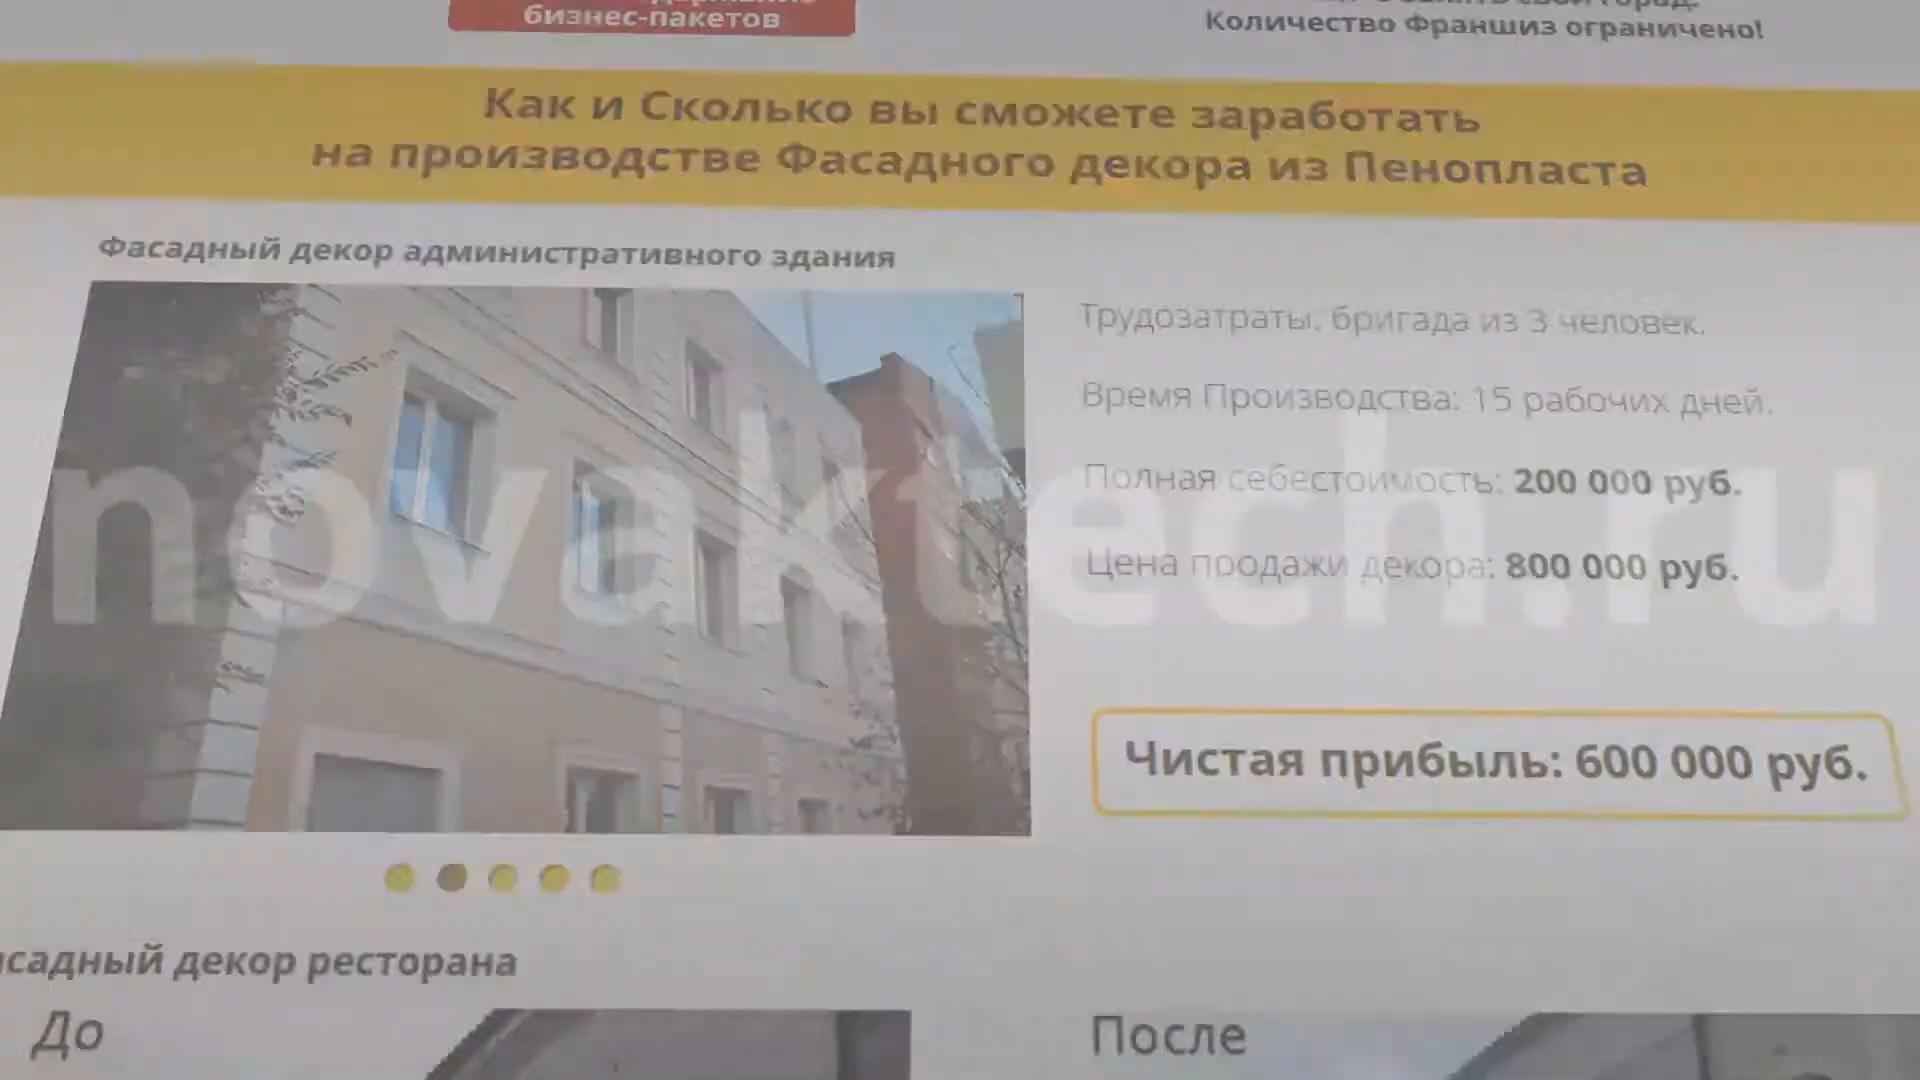 бизнес-пакетов
Количество Франшиз ограничено!
Как и Сколько вы сможете заработать
на производстве Фасадного декора из Пенопласта
Фасадный декор административного здания
Трудозатраты, бригада из 3 человек.
Время Производства: 15 рабочих дней.
Полная себестоимость: 200 000 руб.
Цена продажи декора: 800 000 руб.
novaktech.ru
Чистая прибыль: 600 000 руб.
декор ресторана
До
После